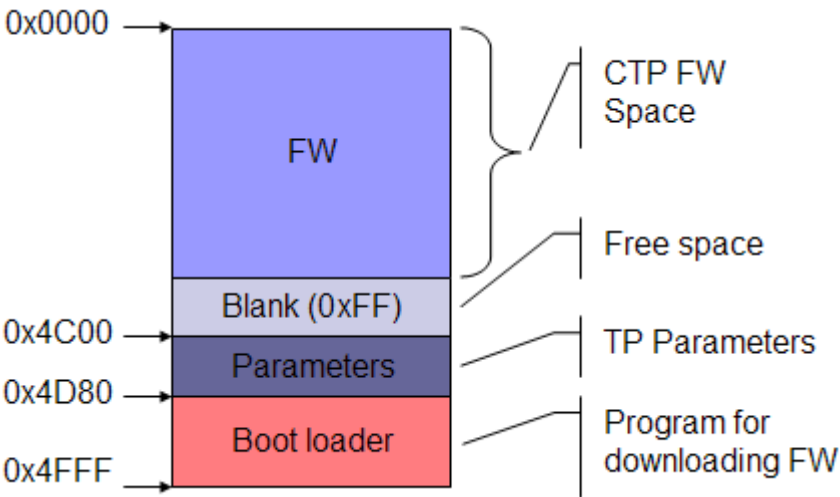 0x0000
FW
CTP FW
Space
Blank (0xFF)
Free space
0x4C00
Parameters
TP Parameters
0x4D80
Boot loader
Program for
downloading FW
0x4FFF